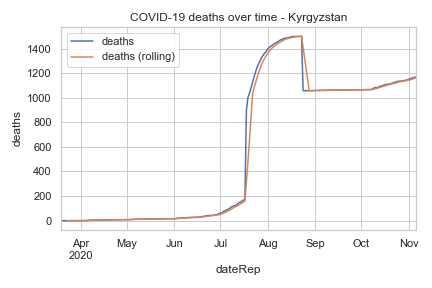 COVID-19 deaths over time - Kyrgyzstan
deaths
deaths (rolling)
1400
1200
1000
800
600
400
200
0
deaths
Apr May Jun Jul Aug Sep Oct Nov
2020
dateRep